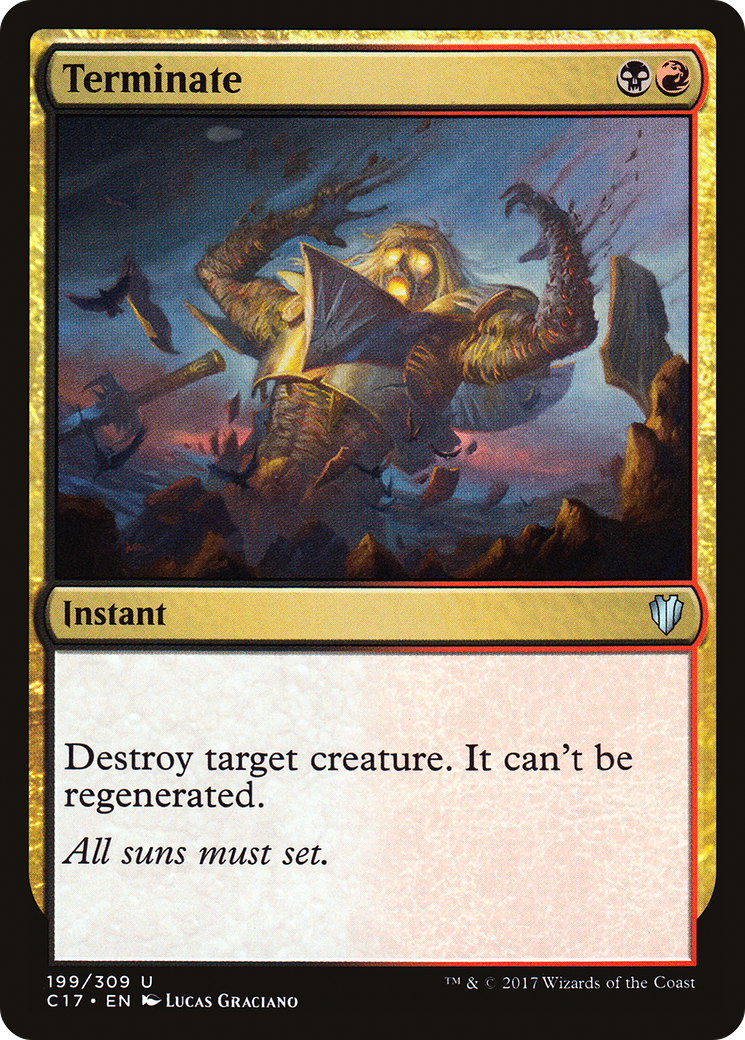 Terminate
Instant
Destroy target creature. It can't be
regenerated.
All suns must set.
199/309 U
™ & © 2017 Wizards of the Coast
C17 • EN Lucas Graciano